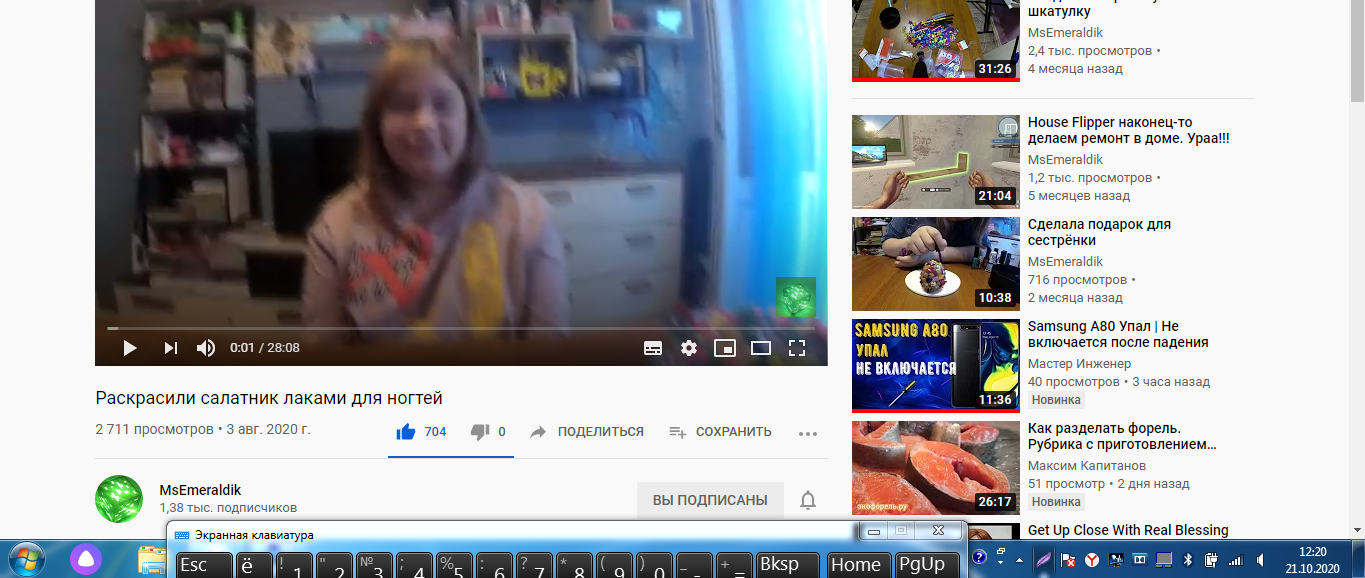 шкатулку
MsEmeraldik
2,4 тыс. просмотров •
4 месяца назад
31:26
House Flipper наконец-то
делаем ремонт в доме. Ураа!!!
MsEmeraldik
1,2 тыс. просмотров •
5 месяцев назад
21:04
Сделала подарок для
сестрёнки
MsEmeraldik
716 просмотров •
2 месяца назад
10:38
SAMSUNG A80
УПАЛ
НЕ ВКЛЮЧАЕТСЯ
11:36
Samsung A80 Упал | Не
включается после падения
Мастер Инженер
40 просмотров • 3 часа назад
Новинка
экофорель.ру
26:17
Как разделать форель.
Рубрика с приготовлением…
Максим Капитанов
51 просмотр • 2 дня назад
Новинка
Get Up Close With Real Blessing
0:01 / 28:08
Раскрасили салатник лаками для ногтей
2 711 просмотров • 3 авг. 2020 г.
704
0
ПОДЕЛИТЬСЯ
СОХРАНИТЬ
MsEmeraldik
1,38 тыс. подписчиков
ВЫ ПОДПИСАНЫ
Экранная клавиатура
Esc ё ! 1 " 2 № 3 ; 4 % 5 : 6 ? 7 * 8 ( 9 ) 0 _ - + = Bksp Home PgUp
12:20
21.10.2020